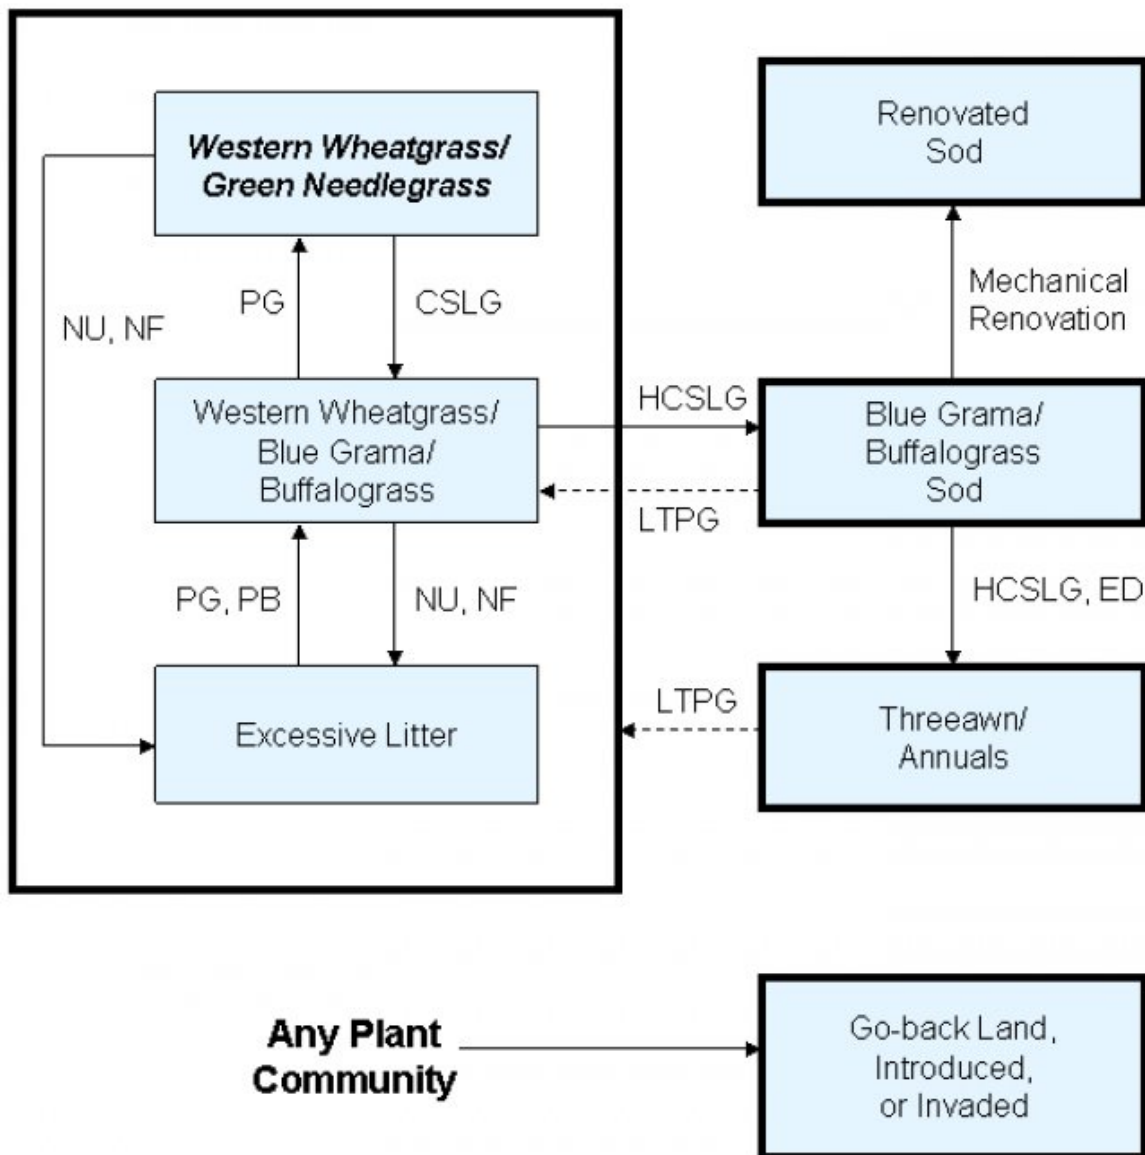 Western Wheatgrass/
Green Needlegrass
Renovated
Sod
NU, NF
PG
CSLG
Mechanical
Renovation
Western Wheatgrass/
Blue Grama/
Buffalograss
HCSLG
LTPG
Blue Grama/
Buffalograss
Sod
PG, PB
NU, NF
HCSLG, ED
Excessive Litter
LTPG
Threeawn/
Annuals
Any Plant
Community
Go-back Land,
Introduced,
or Invaded